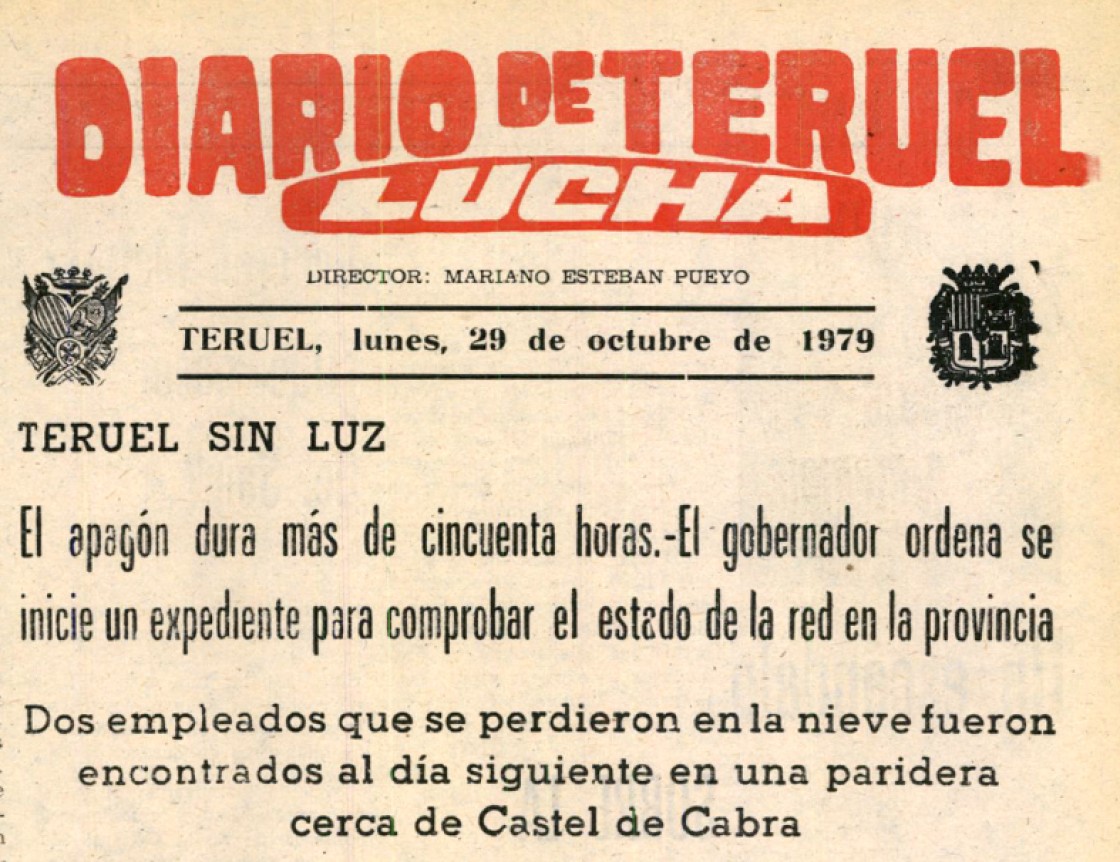 DIARIO DE TERUEL
LUCHA
DIRECTOR: MARIANO ESTEBAN PUEYO
TERUEL, lunes, 29 de octubre de 1979
TERUEL SIN LUZ
El apagón dura más de cincuenta horas.-El gobernador ordena se
inicie un expediente para comprobar el estado de la red en la provincia
Dos empleados que se perdieron en la nieve fueron
encontrados al día siguiente en una paridera
cerca de Castel de Cabra